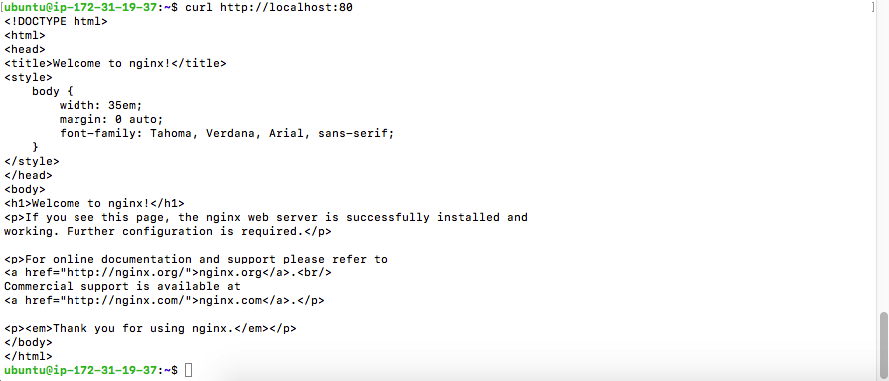 [ubuntu@ip-172-31-19-37:~$ curl http://localhost:80 ]
<!DOCTYPE html>
<html>
<head>
<title>Welcome to nginx!</title>
<style>
    body {
        width: 35em;
        margin: 0 auto;
        font-family: Tahoma, Verdana, Arial, sans-serif;
    }
</style>
</head>
<body>
<h1>Welcome to nginx!</h1>
<p>If you see this page, the nginx web server is successfully installed and
working. Further configuration is required.</p>

<p>For online documentation and support please refer to
<a href="http://nginx.org/">nginx.org</a>.<br/>
Commercial support is available at
<a href="http://nginx.com/">nginx.com</a>.</p>

<p><em>Thank you for using nginx.</em></p>
</body>
</html>
ubuntu@ip-172-31-19-37:~$